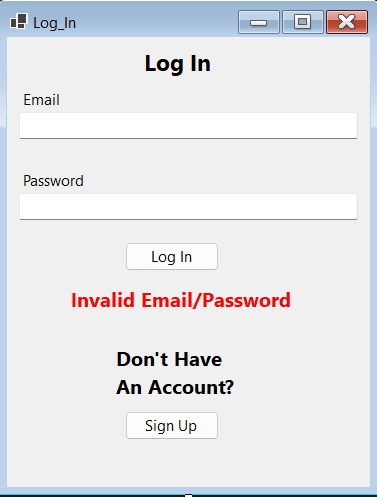 Log_In
Log In
Email
Password
Log In
Invalid Email/Password
Don't Have
An Account?
Sign Up